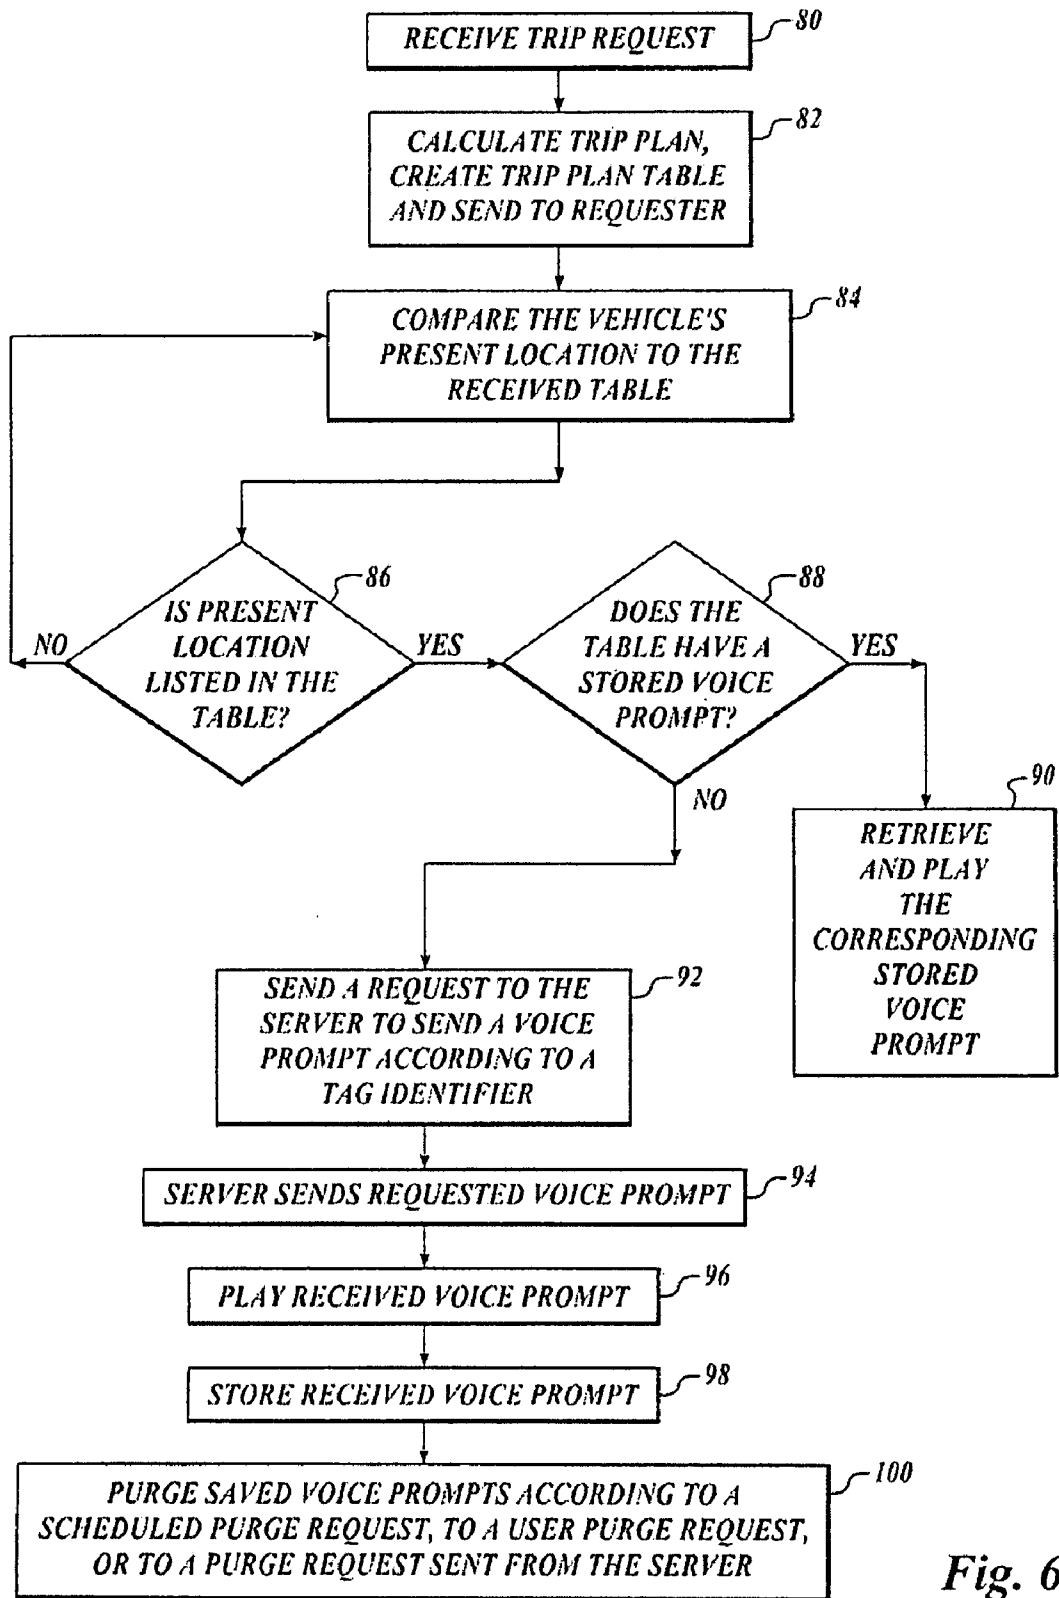 RECEIVE TRIP REQUEST
80
CALCULATE TRIP PLAN,
CREATE TRIP PLAN TABLE
AND SEND TO REQUESTER
82
COMPARE THE VEHICLE'S
PRESENT LOCATION TO THE
RECEIVED TABLE
84
IS PRESENT
LOCATION
LISTED IN THE
TABLE?
86
NO
YES
DOES THE
TABLE HAVE A
STORED VOICE
PROMPT?
88
YES
NO
RETRIEVE
AND PLAY
THE
CORRESPONDING
STORED
VOICE
PROMPT
90
SEND A REQUEST TO THE
SERVER TO SEND A VOICE
PROMPT ACCORDING TO A
TAG IDENTIFIER
92
SERVER SENDS REQUESTED VOICE PROMPT
94
PLAY RECEIVED VOICE PROMPT
96
STORE RECEIVED VOICE PROMPT
98
PURGE SAVED VOICE PROMPTS ACCORDING TO A
SCHEDULED PURGE REQUEST, TO A USER PURGE REQUEST,
OR TO A PURGE REQUEST SENT FROM THE SERVER
100
Fig. 6